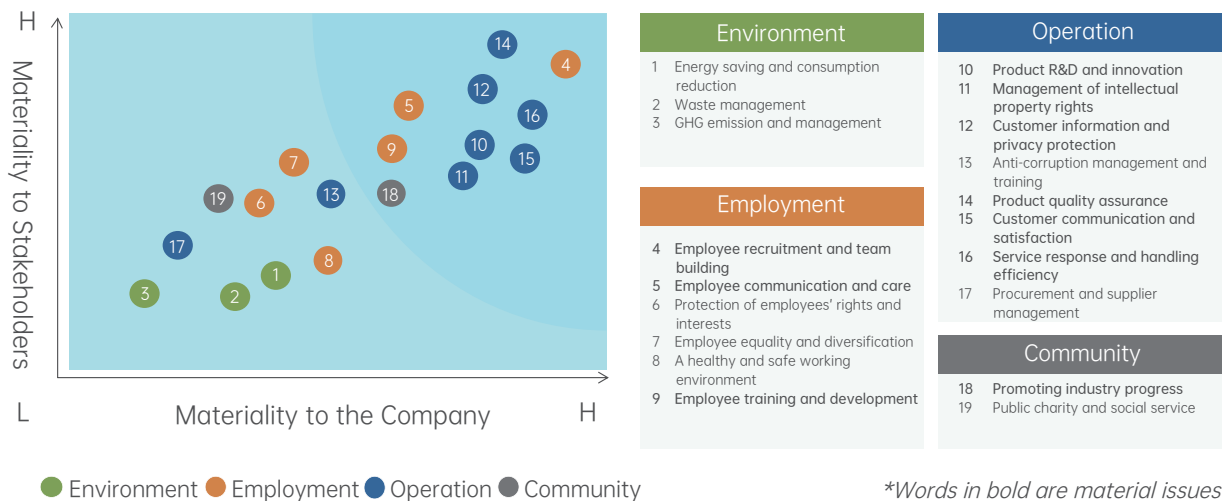 H
Materiality to Stakeholders
14
4
12
5
16
10
9
15
7
11
18
13
19
6
17
8
1
3
2
L
Materiality to the Company
H
Environment
Employment
Operation
Community
Environment
1 Energy saving and consumption
reduction
2 Waste management
3 GHG emission and management
Employment
4 Employee recruitment and team
building
5 Employee communication and care
6 Protection of employees' rights and
interests
7 Employee equality and diversification
8 A healthy and safe working
environment
9 Employee training and development
Operation
10 Product R&D and innovation
11 Management of intellectual
property rights
12 Customer information and
privacy protection
13 Anti-corruption management and
training
14 Product quality assurance
15 Customer communication and
satisfaction
16 Service response and handling
efficiency
17 Procurement and supplier
management
Community
18 Promoting industry progress
19 Public charity and social service
*Words in bold are material issues